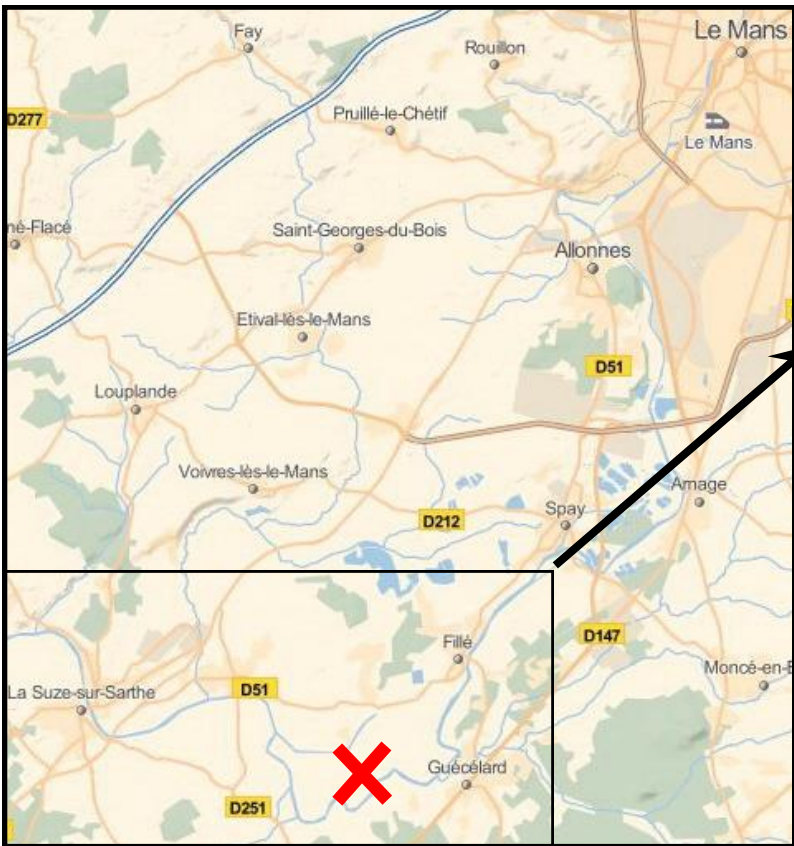 Le Mans
Fay
Rouillon
D277
Pruillé-le-Chétif
Le Mans
né-Flacé
Saint-Georges-du-Bois
Allonnes
Etival-lès-le-Mans
D51
Louplande
Voivres-lès-le-Mans
Arnage
D212
Spay
D147
Fillé
Moncé-en-B
La Suze-sur-Sarthe
D51
Guécélard
D251